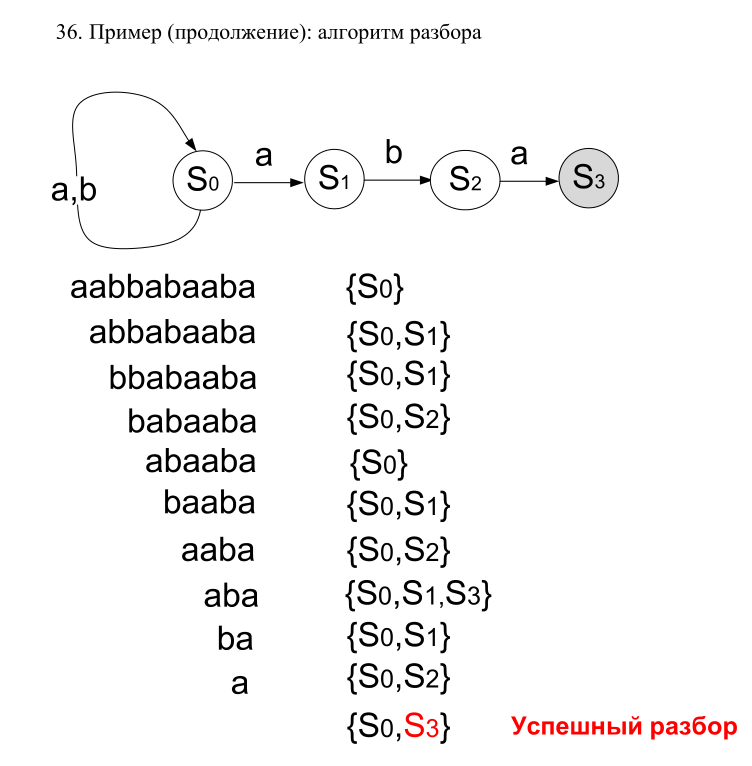 36. Пример (продолжение): алгоритм разбора
a b a
S0 S1 S2 S3
a,b
aabbabaaba {S0}
abbabaaba {S0,S1}
bbabaaba {S0,S1}
babaaba {S0,S2}
abaaba {S0}
baaba {S0,S1}
aaba {S0,S2}
aba {S0,S1,S3}
ba {S0,S1}
a {S0,S2}
{S0,S3} Успешный разбор